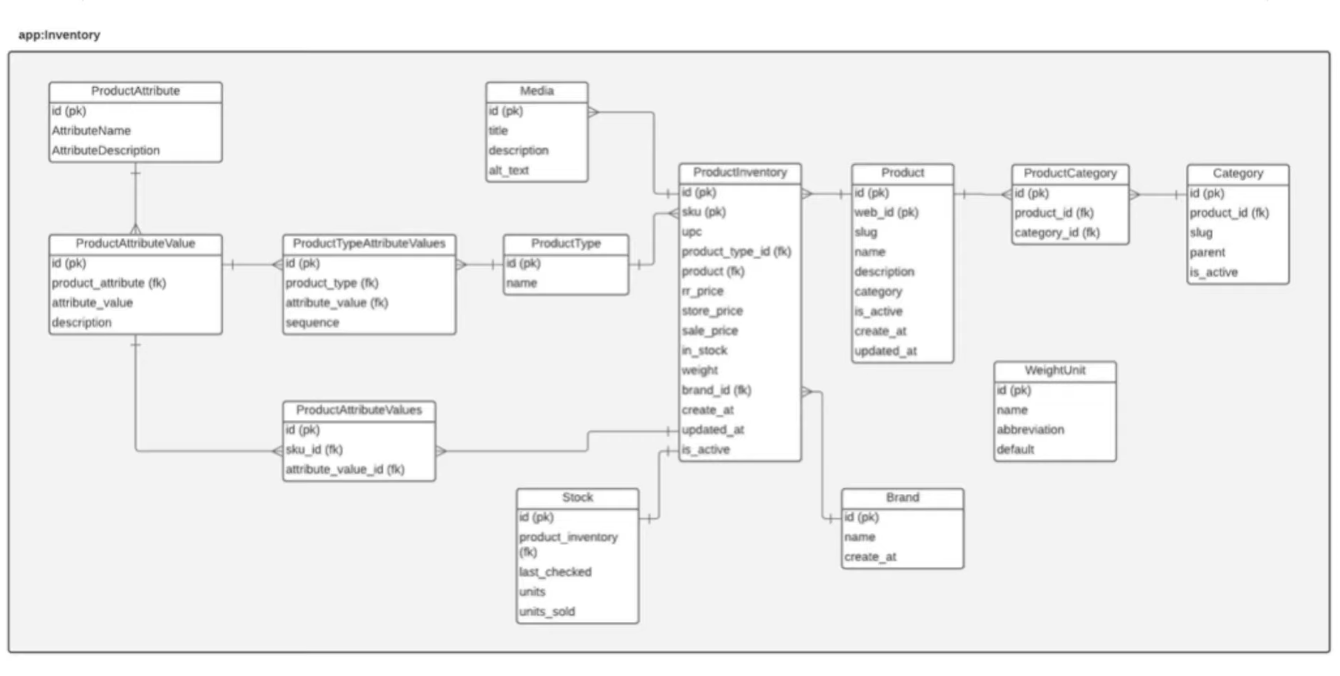 app:Inventory
ProductAttribute
id (pk)
AttributeName
AttributeDescription
Media
id (pk)
title
description
alt_text
ProductInventory
id (pk)
sku (pk)
upc
product_type_id (fk)
product (fk)
rr_price
store_price
sale_price
in_stock
weight
brand_id (fk)
create_at
updated_at
is_active
Product
id (pk)
web_id (pk)
slug
name
description
category
is_active
create_at
updated_at
ProductCategory
id (pk)
product_id (fk)
category_id (fk)
Category
id (pk)
product_id (fk)
slug
parent
is_active
ProductAttributeValue
id (pk)
product_attribute (fk)
attribute_value
description
ProductTypeAttributeValues
id (pk)
product_type (fk)
attribute_value (fk)
sequence
ProductType
id (pk)
name
WeightUnit
id (pk)
name
abbreviation
default
ProductAttributeValues
id (pk)
sku_id (fk)
attribute_value_id (fk)
Stock
id (pk)
product_inventory
(fk)
last_checked
units
units_sold
Brand
id (pk)
name
create_at